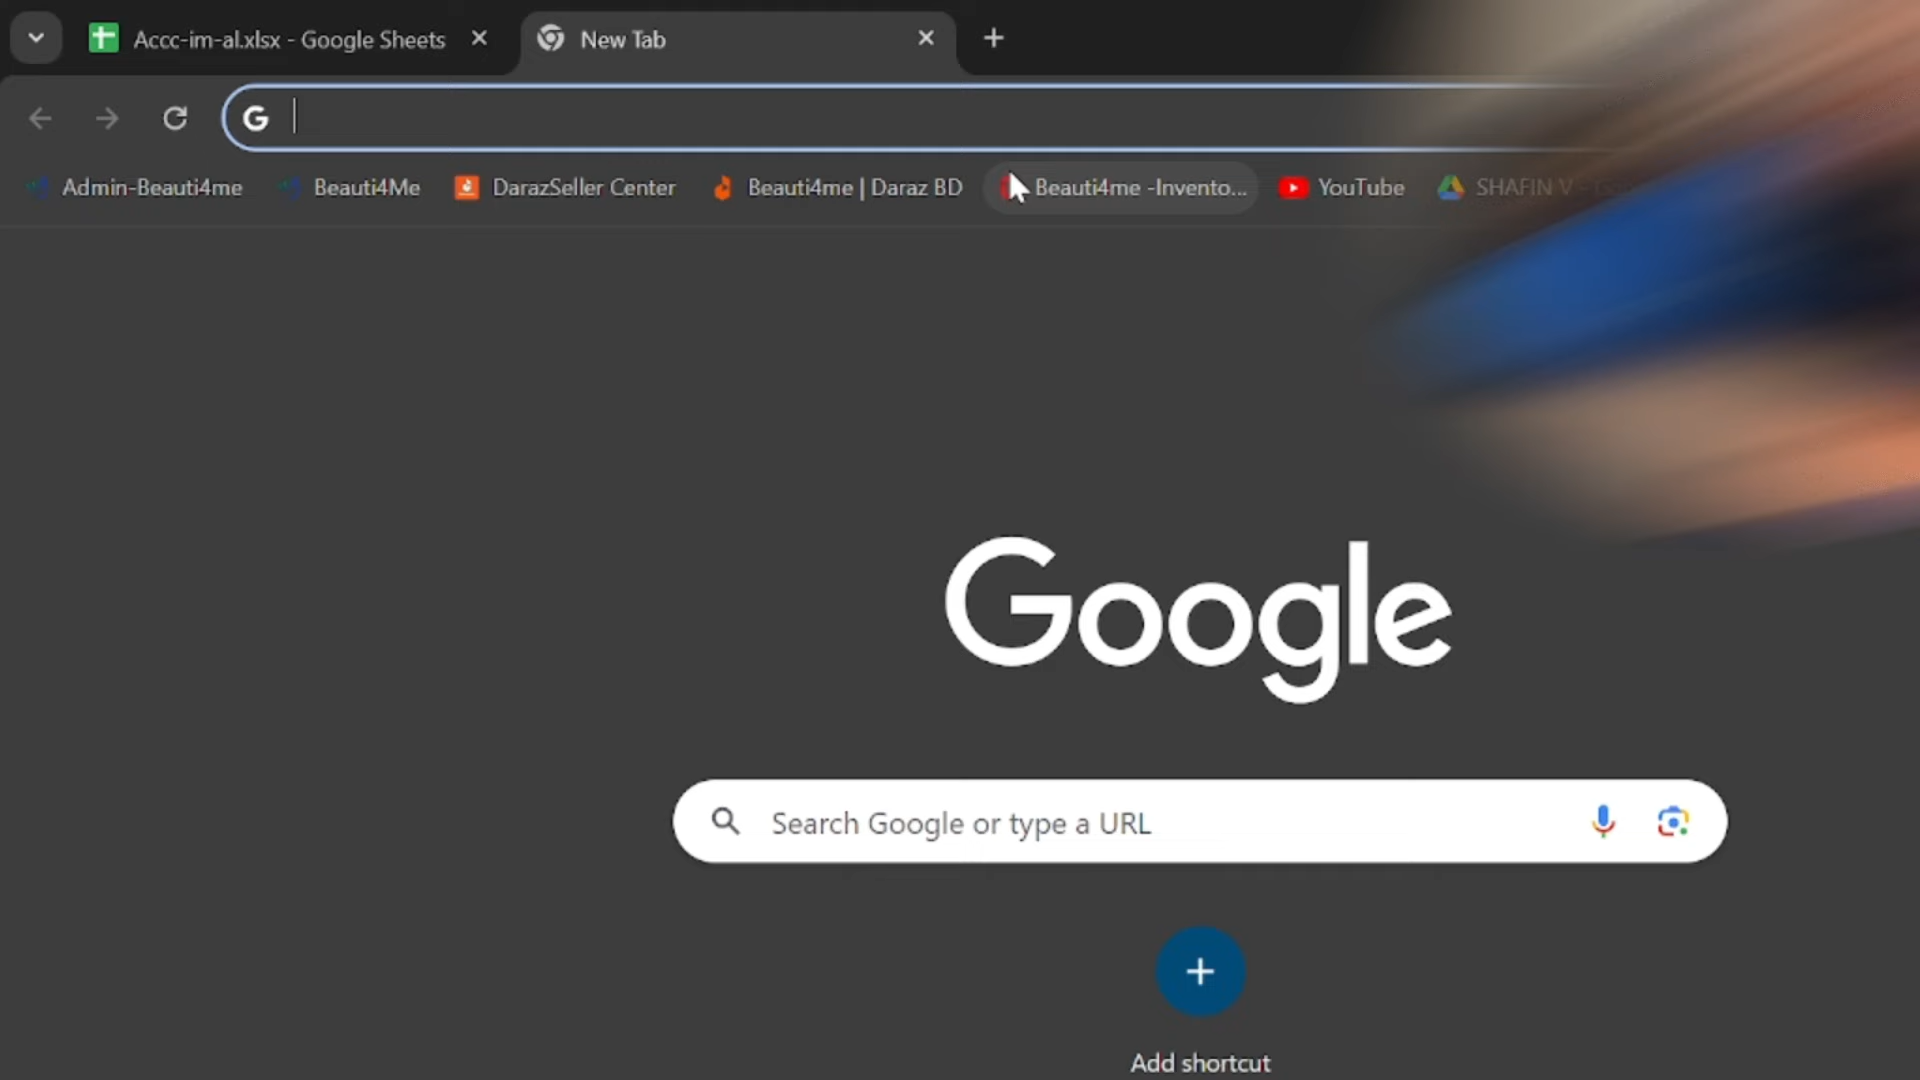 Accc-im-al.xlsx - Google Sheets
New Tab
Admin-Beauti4me
Beauti4Me
DarazSeller Center
Beauti4me | Daraz BD
Beauti4me -Invento...
YouTube
SHAFIN V -
Google
Search Google or type a URL
Add shortcut